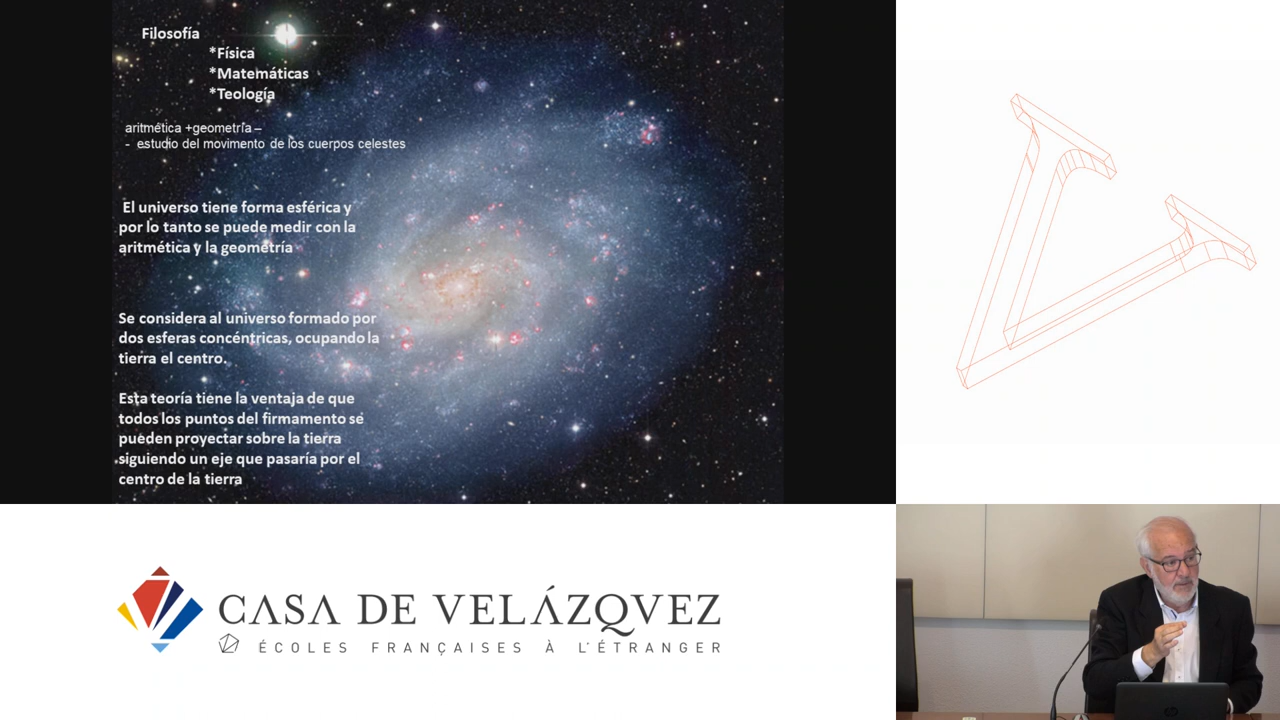 Filosofía
*Física
*Matemáticas
*Teología
aritmética +geometría –
- estudio del movimento de los cuerpos celestes
El universo tiene forma esférica y
por lo tanto se puede medir con la
aritmética y la geometría
Se considera al universo formado por
dos esferas concéntricas, ocupando la
tierra el centro.
Esta teoría tiene la ventaja de que
todos los puntos del firmamento se
pueden proyectar sobre la tierra
siguiendo un eje que pasaría por el
centro de la tierra
CASA DE VELÁZQVEZ
ÉCOLES FRANÇAISES À L'ÉTRANGER